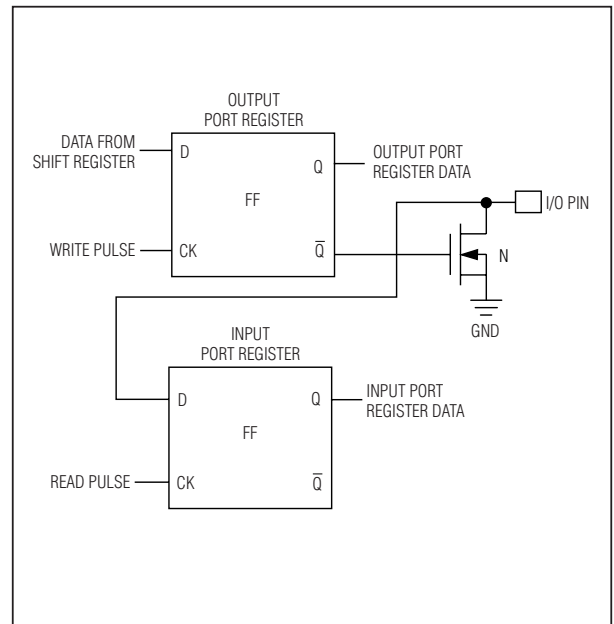 OUTPUT
PORT REGISTER
DATA FROM
SHIFT REGISTER
D
Q
OUTPUT PORT
REGISTER DATA
FF
I/O PIN
WRITE PULSE
CK
Q̅
N
GND
INPUT
PORT REGISTER
D
Q
INPUT PORT
REGISTER DATA
FF
READ PULSE
CK
Q̅